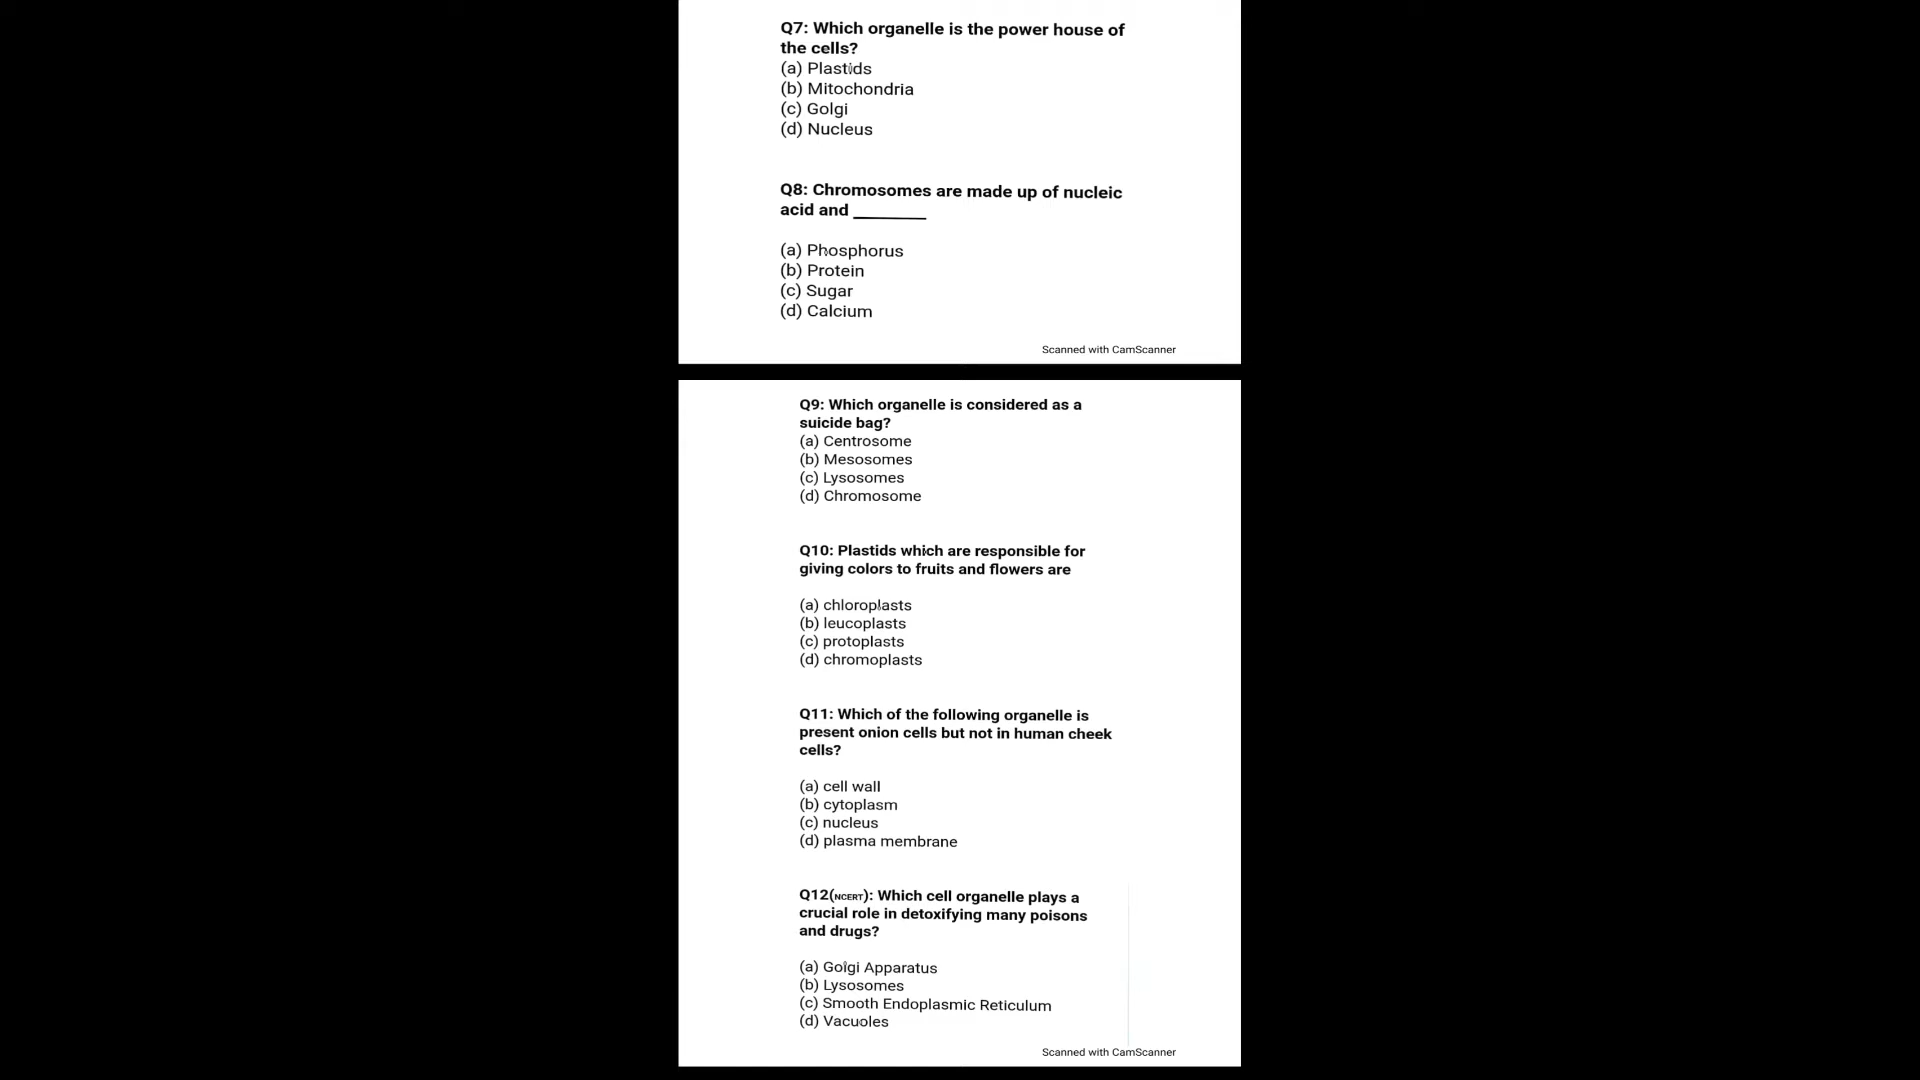 Q7: Which organelle is the power house of
the cells?
(a) Plastids
(b) Mitochondria
(c) Golgi
(d) Nucleus
Q8: Chromosomes are made up of nucleic
acid and ________
(a) Phosphorus
(b) Protein
(c) Sugar
(d) Calcium
Scanned with CamScanner
Q9: Which organelle is considered as a
suicide bag?
(a) Centrosome
(b) Mesosomes
(c) Lysosomes
(d) Chromosome
Q10: Plastids which are responsible for
giving colors to fruits and flowers are
(a) chloroplasts
(b) leucoplasts
(c) protoplasts
(d) chromoplasts
Q11: Which of the following organelle is
present onion cells but not in human cheek
cells?
(a) cell wall
(b) cytoplasm
(c) nucleus
(d) plasma membrane
Q12(NCERT): Which cell organelle plays a
crucial role in detoxifying many poisons
and drugs?
(a) Golgi Apparatus
(b) Lysosomes
(c) Smooth Endoplasmic Reticulum
(d) Vacuoles
Scanned with CamScanner